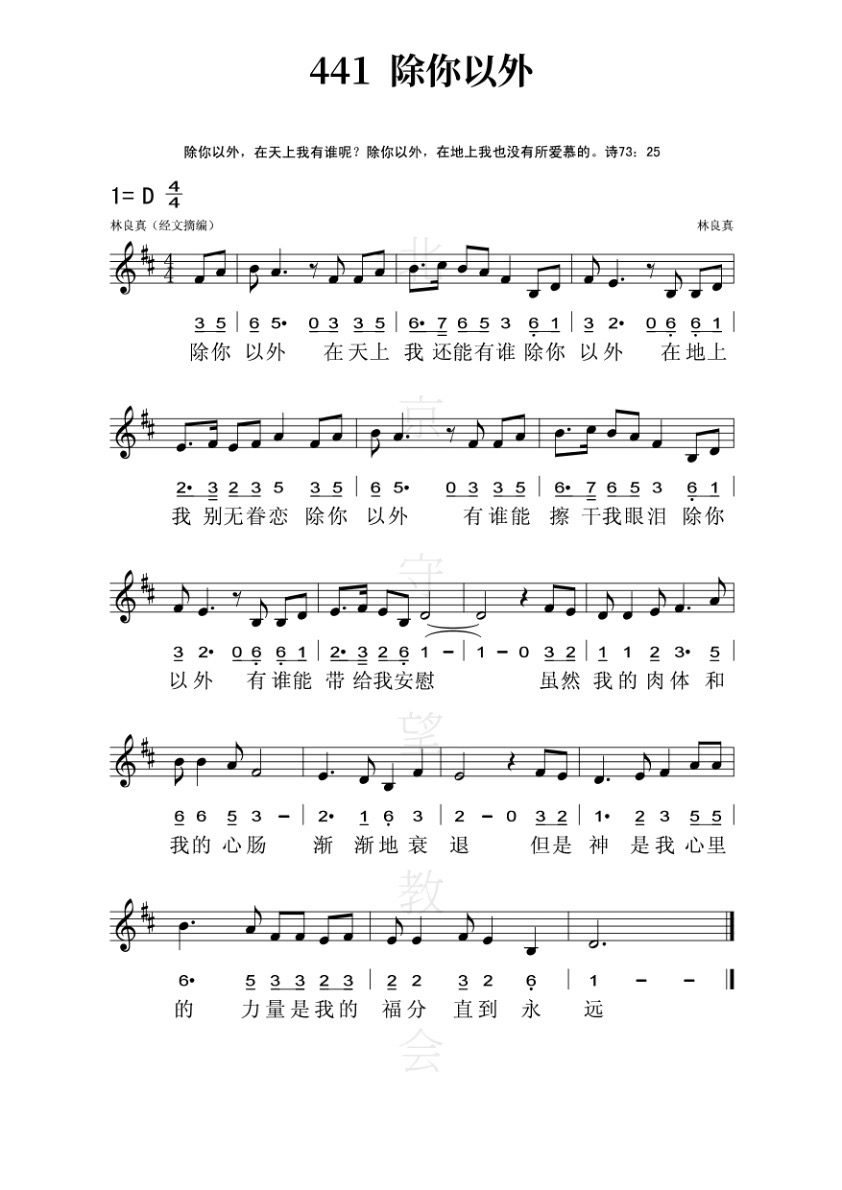 441 除你以外
除你以外，在天上我有谁呢？除你以外，在地上我也没有所爱慕的。诗73：25
1= D 4/4
林良真（经文摘编） 林良真
3 5 | 6 5• 0 3 3 5 | 6• 7 6 5 3 6 1 | 3 2• 0 6 6 1 |
除你 以外 在天上 我 还能有谁 除你 以外 在地上
2• 3 2 3 5 3 5 | 6 5• 0 3 3 5 | 6• 7 6 5 3 6 1 |
我 别无眷恋 除你 以外 有谁能 擦 干我眼泪 除你
3 2• 0 6 6 1 | 2• 3 2 6 1 – | 1 – 0 3 2 | 1 1 2 3• 5 |
以外 有谁能 带 给我安慰 虽然 我的肉体和
6 6 5 3 – | 2• 1 6 3 | 2 – 0 3 2 | 1• 2 3 5 5 |
我的 心肠 渐 渐地衰 退 但是 神 是我 心里
6• 5 3 3 2 3 | 2 2 3 2 6 | 1 – – ‖
的 力量是我的 福分 直到 永 远
北京守望教会